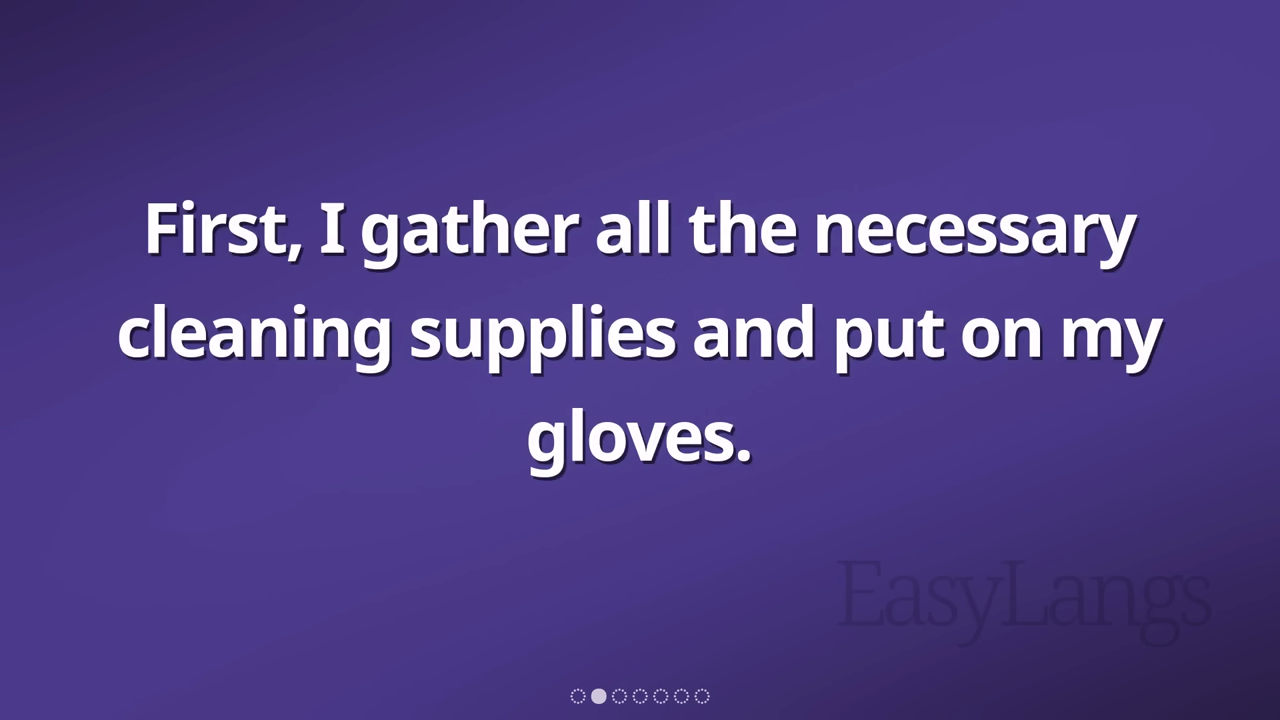 First, I gather all the necessary
cleaning supplies and put on my
gloves.
EasyLangs